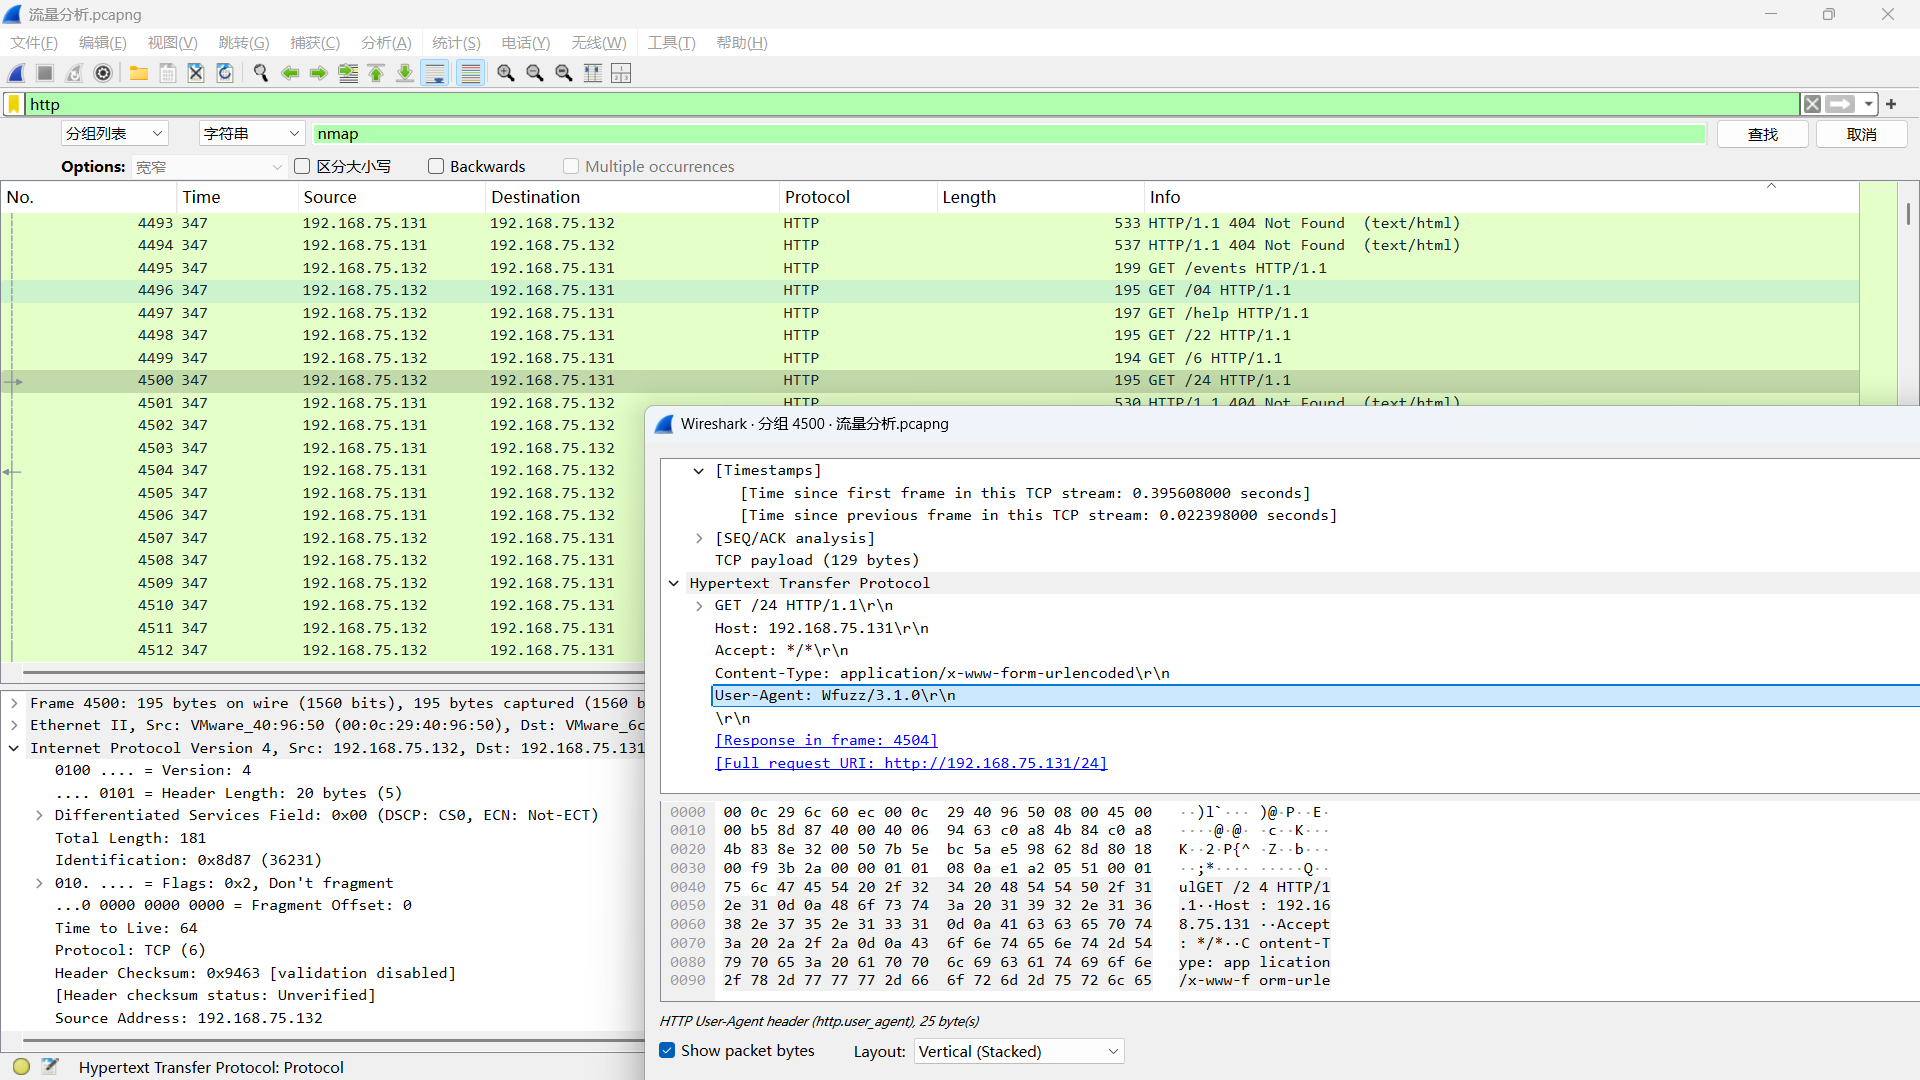 流量分析.pcapng
文件(F) 编辑(E) 视图(V) 跳转(G) 捕获(C) 分析(A) 统计(S) 电话(Y) 无线(W) 工具(T) 帮助(H)
http
分组列表 字符串 nmap 查找 取消
Options: 宽窄 区分大小写 Backwards Multiple occurrences
No. Time Source Destination Protocol Length Info
4493 347 192.168.75.131 192.168.75.132 HTTP 533 HTTP/1.1 404 Not Found (text/html)
4494 347 192.168.75.131 192.168.75.132 HTTP 537 HTTP/1.1 404 Not Found (text/html)
4495 347 192.168.75.132 192.168.75.131 HTTP 199 GET /events HTTP/1.1
4496 347 192.168.75.132 192.168.75.131 HTTP 195 GET /04 HTTP/1.1
4497 347 192.168.75.132 192.168.75.131 HTTP 197 GET /help HTTP/1.1
4498 347 192.168.75.132 192.168.75.131 HTTP 195 GET /22 HTTP/1.1
4499 347 192.168.75.132 192.168.75.131 HTTP 194 GET /6 HTTP/1.1
4500 347 192.168.75.132 192.168.75.131 HTTP 195 GET /24 HTTP/1.1
4501 347 192.168.75.131 192.168.75.132 HTTP 530 HTTP/1.1 404 Not Found (text/html)
4502 347 192.168.75.131 192.168.75.132
4503 347 192.168.75.131 192.168.75.132
4504 347 192.168.75.131 192.168.75.132
4505 347 192.168.75.131 192.168.75.132
4506 347 192.168.75.131 192.168.75.132
4507 347 192.168.75.132 192.168.75.131
4508 347 192.168.75.132 192.168.75.131
4509 347 192.168.75.132 192.168.75.131
4510 347 192.168.75.132 192.168.75.131
4511 347 192.168.75.132 192.168.75.131
4512 347 192.168.75.132 192.168.75.131
Frame 4500: 195 bytes on wire (1560 bits), 195 bytes captured (1560 b
Ethernet II, Src: VMware_40:96:50 (00:0c:29:40:96:50), Dst: VMware_6c
Internet Protocol Version 4, Src: 192.168.75.132, Dst: 192.168.75.131
0100 .... = Version: 4
.... 0101 = Header Length: 20 bytes (5)
Differentiated Services Field: 0x00 (DSCP: CS0, ECN: Not-ECT)
Total Length: 181
Identification: 0x8d87 (36231)
010. .... = Flags: 0x2, Don't fragment
...0 0000 0000 0000 = Fragment Offset: 0
Time to Live: 64
Protocol: TCP (6)
Header Checksum: 0x9463 [validation disabled]
[Header checksum status: Unverified]
Source Address: 192.168.75.132
Hypertext Transfer Protocol: Protocol
Wireshark · 分组 4500 · 流量分析.pcapng
[Timestamps]
[Time since first frame in this TCP stream: 0.395608000 seconds]
[Time since previous frame in this TCP stream: 0.022398000 seconds]
[SEQ/ACK analysis]
TCP payload (129 bytes)
Hypertext Transfer Protocol
GET /24 HTTP/1.1\r\n
Host: 192.168.75.131\r\n
Accept: */*\r\n
Content-Type: application/x-www-form-urlencoded\r\n
User-Agent: Wfuzz/3.1.0\r\n
\r\n
[Response in frame: 4504]
[Full request URI: http://192.168.75.131/24]
0000 00 0c 29 6c 60 ec 00 0c 29 40 96 50 08 00 45 00 ··)l`··· )@·P··E·
0010 00 b5 8d 87 40 00 40 06 94 63 c0 a8 4b 84 c0 a8 ····@·@· ·c··K···
0020 4b 83 8e 32 00 50 7b 5e bc 5a e5 98 62 8d 80 18 K··2·P{^ ·Z··b···
0030 00 f9 3b 2a 00 00 01 01 08 0a e1 a2 05 51 00 01 ··;*···· ·····Q··
0040 75 6c 47 45 54 20 2f 32 34 20 48 54 54 50 2f 31 ulGET /2 4 HTTP/1
0050 2e 31 0d 0a 48 6f 73 74 3a 20 31 39 32 2e 31 36 .1··Host : 192.16
0060 38 2e 37 35 2e 31 33 31 0d 0a 41 63 63 65 70 74 8.75.131 ··Accept
0070 3a 20 2a 2f 2a 0d 0a 43 6f 6e 74 65 6e 74 2d 54 : */*··C ontent-T
0080 79 70 65 3a 20 61 70 70 6c 69 63 61 74 69 6f 6e ype: app lication
0090 2f 78 2d 77 77 77 2d 66 6f 72 6d 2d 75 72 6c 65 /x-www-f orm-urle
HTTP User-Agent header (http.user_agent), 25 byte(s)
Show packet bytes Layout: Vertical (Stacked)